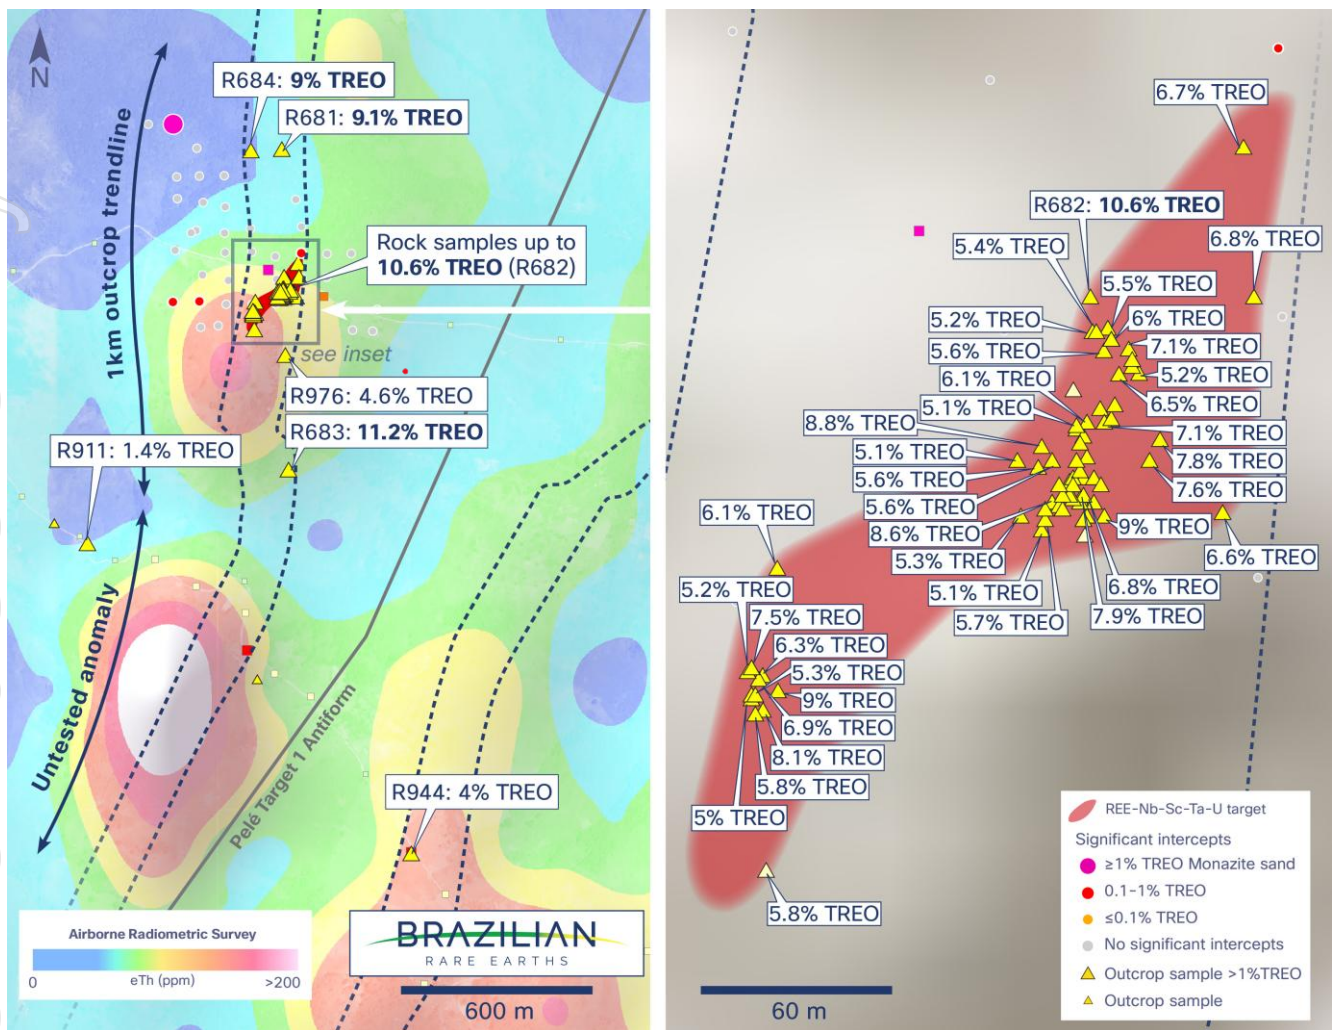 N
R684: 9% TREO
R681: 9.1% TREO
1km outcrop trendline
Rock samples up to
10.6% TREO (R682)
see inset
R976: 4.6% TREO
R683: 11.2% TREO
R911: 1.4% TREO
Untested anomaly
Pelé Target 1 Antiform
R944: 4% TREO
Airborne Radiometric Survey
0
eTh (ppm)
>200
BRAZILIAN
RARE EARTHS
600 m
6.7% TREO
R682: 10.6% TREO
5.4% TREO
6.8% TREO
5.5% TREO
5.2% TREO
6% TREO
5.6% TREO
7.1% TREO
6.1% TREO
5.2% TREO
5.1% TREO
6.5% TREO
8.8% TREO
7.1% TREO
5.1% TREO
7.8% TREO
5.6% TREO
7.6% TREO
5.6% TREO
6.1% TREO
8.6% TREO
9% TREO
5.3% TREO
6.6% TREO
5.2% TREO
5.1% TREO
6.8% TREO
7.5% TREO
5.7% TREO
7.9% TREO
6.3% TREO
5.3% TREO
9% TREO
6.9% TREO
8.1% TREO
5.8% TREO
5% TREO
5.8% TREO
REE-Nb-Sc-Ta-U target
Significant intercepts
≥1% TREO Monazite sand
0.1-1% TREO
≤0.1% TREO
No significant intercepts
Outcrop sample >1%TREO
Outcrop sample
60 m